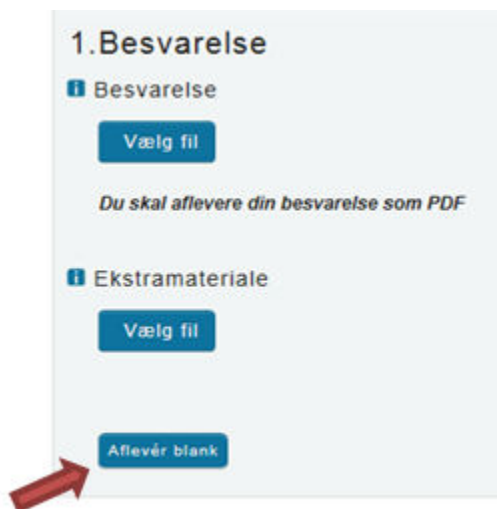 1.Besvarelse
Besvarelse
Vælg fil
Du skal aflevere din besvarelse som PDF
Ekstramateriale
Vælg fil
Aflevér blank